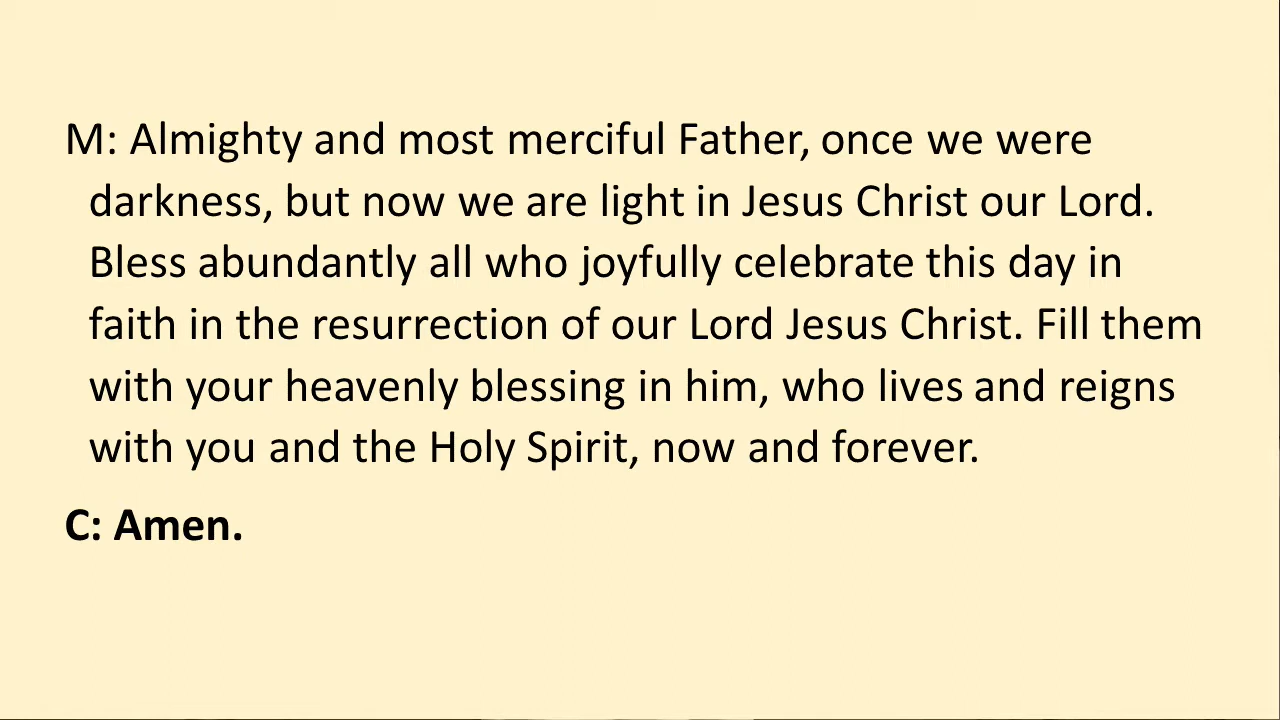 M: Almighty and most merciful Father, once we were
darkness, but now we are light in Jesus Christ our Lord.
Bless abundantly all who joyfully celebrate this day in
faith in the resurrection of our Lord Jesus Christ. Fill them
with your heavenly blessing in him, who lives and reigns
with you and the Holy Spirit, now and forever.
C: Amen.